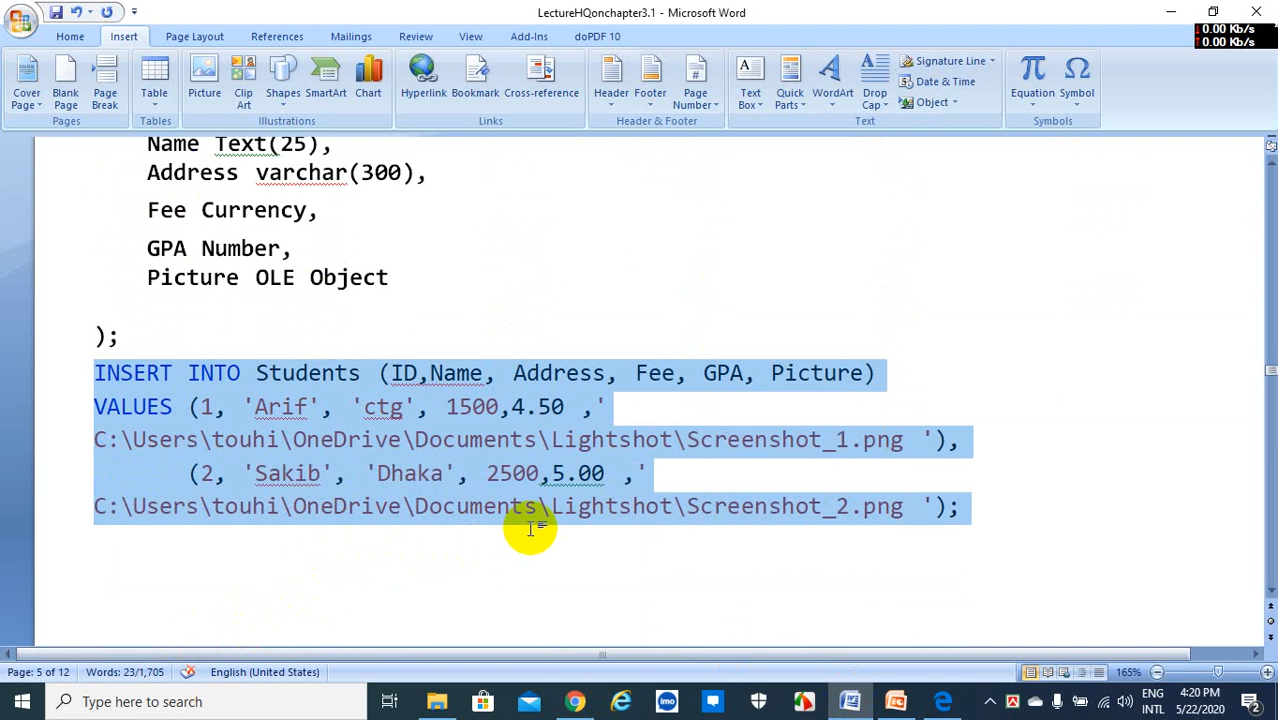 LectureHQonchapter3.1 - Microsoft Word
0.00 Kb/s
0.00 Kb/s
Home Insert Page Layout References Mailings Review View Add-Ins doPDF 10
Cover Page Blank Page Page Break Table Picture Clip Art Shapes SmartArt Chart Hyperlink Bookmark Cross-reference Header Footer Page Number Text Box Quick Parts WordArt Drop Cap Signature Line Date & Time Object Equation Symbol
Pages Tables Illustrations Links Header & Footer Text Symbols
Name Text(25),
Address varchar(300),
Fee Currency,
GPA Number,
Picture OLE Object
);
INSERT INTO Students (ID,Name, Address, Fee, GPA, Picture)
VALUES (1, 'Arif', 'ctg', 1500,4.50 ,'
C:\Users\touhi\OneDrive\Documents\Lightshot\Screenshot_1.png '),
(2, 'Sakib', 'Dhaka', 2500,5.00 ,'
C:\Users\touhi\OneDrive\Documents\Lightshot\Screenshot_2.png ');
Page: 5 of 12 Words: 23/1,705 English (United States) 165%
Type here to search ENG 4:20 PM
INTL 5/22/2020 2